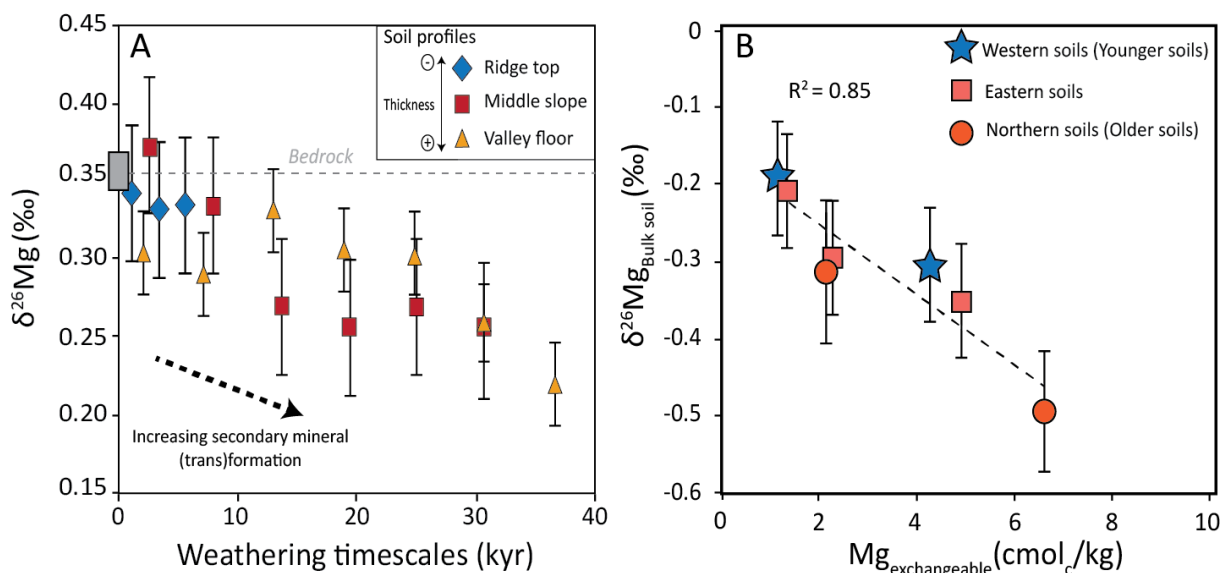 A
0.45
0.40
0.35
0.30
0.25
0.20
0.15
δ26Mg (‰)
Soil profiles
-
Thickness
+
Ridge top
Middle slope
Valley floor
Bedrock
Increasing secondary mineral
(trans)formation
0 10 20 30 40
Weathering timescales (kyr)
B
0
-0.1
-0.2
-0.3
-0.4
-0.5
-0.6
δ26MgBulk soil (‰)
Western soils (Younger soils)
Eastern soils
Northern soils (Older soils)
R2 = 0.85
0 2 4 6 8 10
Mgexchangeable (cmolc/kg)